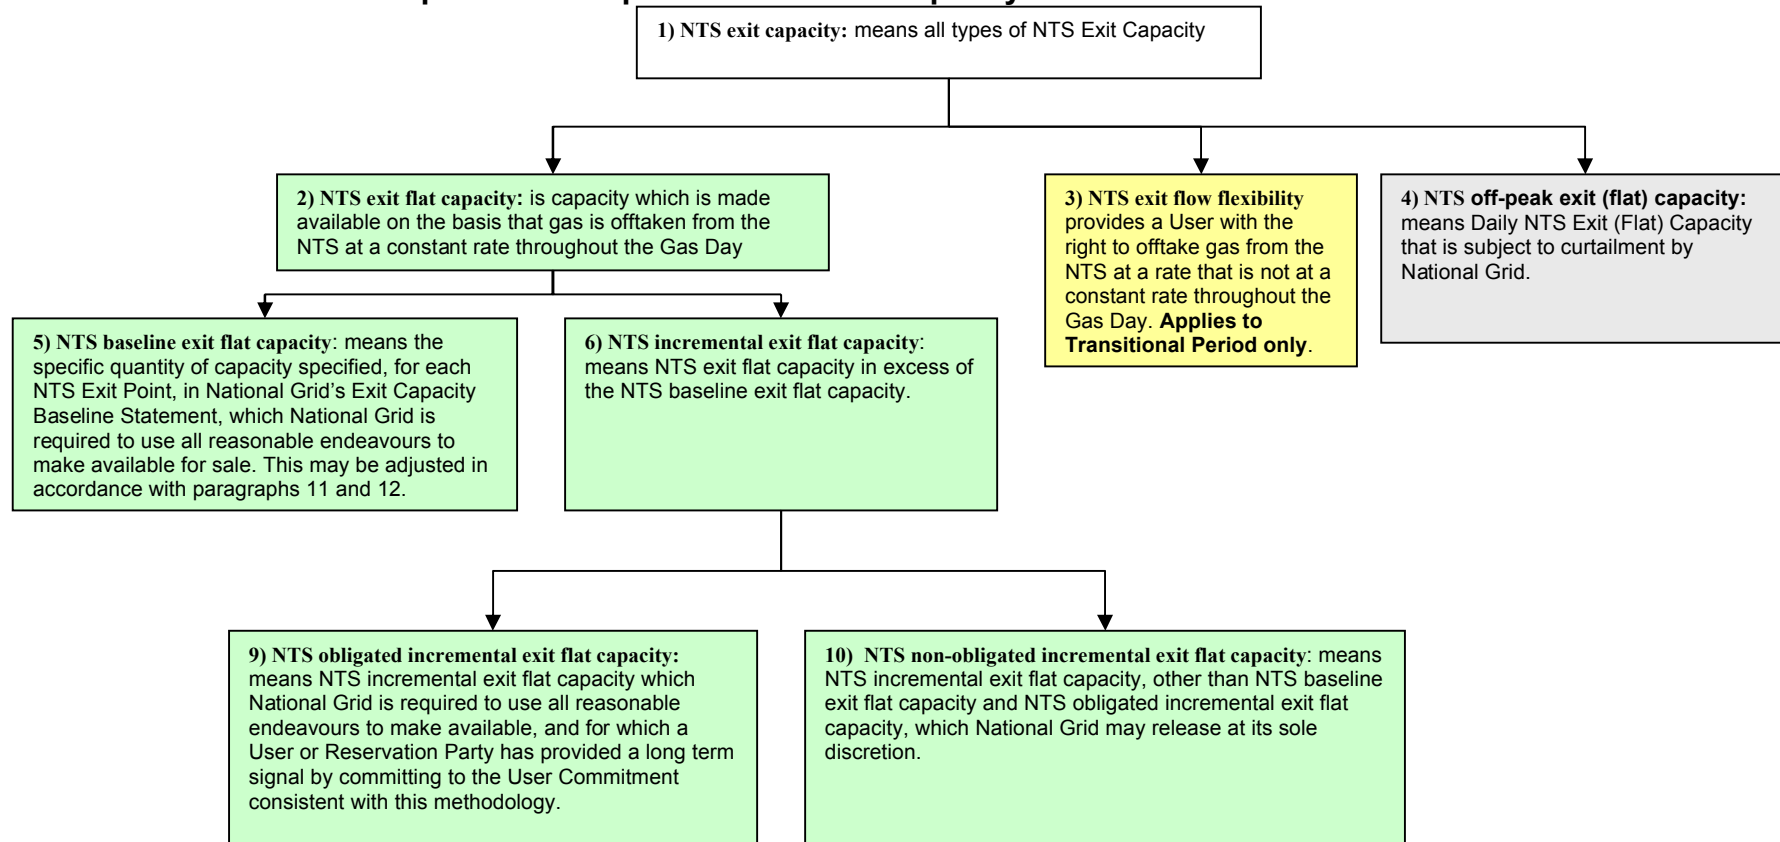 1) NTS exit capacity: means all types of NTS Exit Capacity
2) NTS exit flat capacity: is capacity which is made
available on the basis that gas is offtaken from the
NTS at a constant rate throughout the Gas Day
3) NTS exit flow flexibility
provides a User with the
right to offtake gas from the
NTS at a rate that is not at a
constant rate throughout the
Gas Day. Applies to
Transitional Period only.
4) NTS off-peak exit (flat) capacity:
means Daily NTS Exit (Flat) Capacity
that is subject to curtailment by
National Grid.
5) NTS baseline exit flat capacity: means the
specific quantity of capacity specified, for each
NTS Exit Point, in National Grid's Exit Capacity
Baseline Statement, which National Grid is
required to use all reasonable endeavours to
make available for sale. This may be adjusted in
accordance with paragraphs 11 and 12.
6) NTS incremental exit flat capacity:
means NTS exit flat capacity in excess of
the NTS baseline exit flat capacity.
9) NTS obligated incremental exit flat capacity:
means NTS incremental exit flat capacity which
National Grid is required to use all reasonable
endeavours to make available, and for which a
User or Reservation Party has provided a long term
signal by committing to the User Commitment
consistent with this methodology.
10) NTS non-obligated incremental exit flat capacity: means
NTS incremental exit flat capacity, other than NTS baseline
exit flat capacity and NTS obligated incremental exit flat
capacity, which National Grid may release at its sole
discretion.